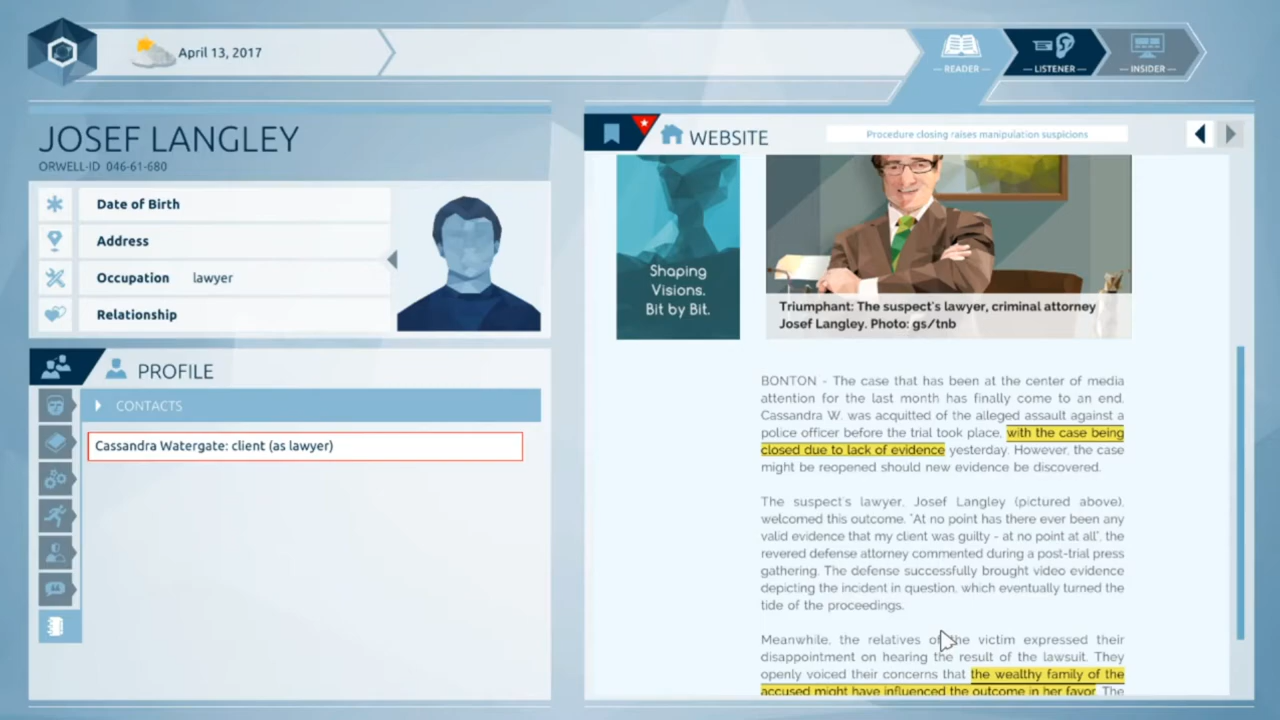 April 13, 2017
READER
LISTENER
INSIDER
JOSEF LANGLEY
ORWELL-ID 046-61-680
Date of Birth
Address
Occupation lawyer
Relationship
PROFILE
CONTACTS
Cassandra Watergate: client (as lawyer)
WEBSITE
Procedure closing raises manipulation suspicions
Shaping
Visions.
Bit by Bit.
Triumphant: The suspect's lawyer, criminal attorney
Josef Langley. Photo: gs/tnb
BONTON - The case that has been at the center of media
attention for the last month has finally come to an end.
Cassandra W. was acquitted of the alleged assault against a
police officer before the trial took place, with the case being
closed due to lack of evidence yesterday. However, the case
might be reopened should new evidence be discovered.
The suspect's lawyer, Josef Langley (pictured above),
welcomed this outcome. "At no point has there ever been any
valid evidence that my client was guilty - at no point at all", the
revered defense attorney commented during a post-trial press
gathering. The defense successfully brought video evidence
depicting the incident in question, which eventually turned the
tide of the proceedings.
Meanwhile, the relatives of the victim expressed their
disappointment on hearing the result of the lawsuit. They
openly voiced their concerns that the wealthy family of the
accused might have influenced the outcome in her favor. The